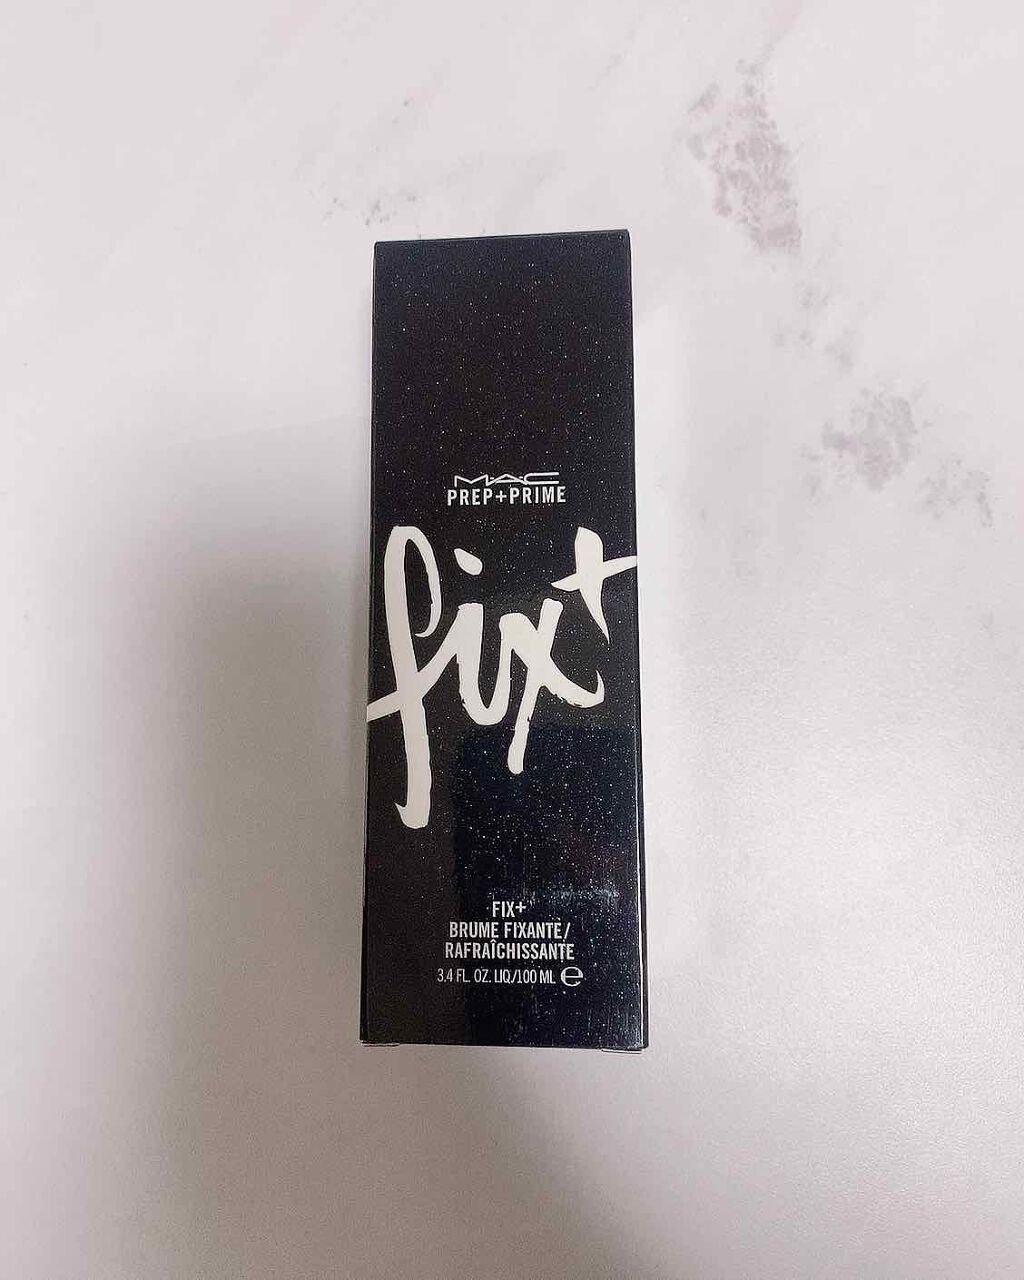 M·A·C
PREP+PRIME
fix+
FIX+
BRUME FIXANTE/
RAFRAÎCHISSANTE
3.4 FL. OZ. LIQ./100 ML ℮